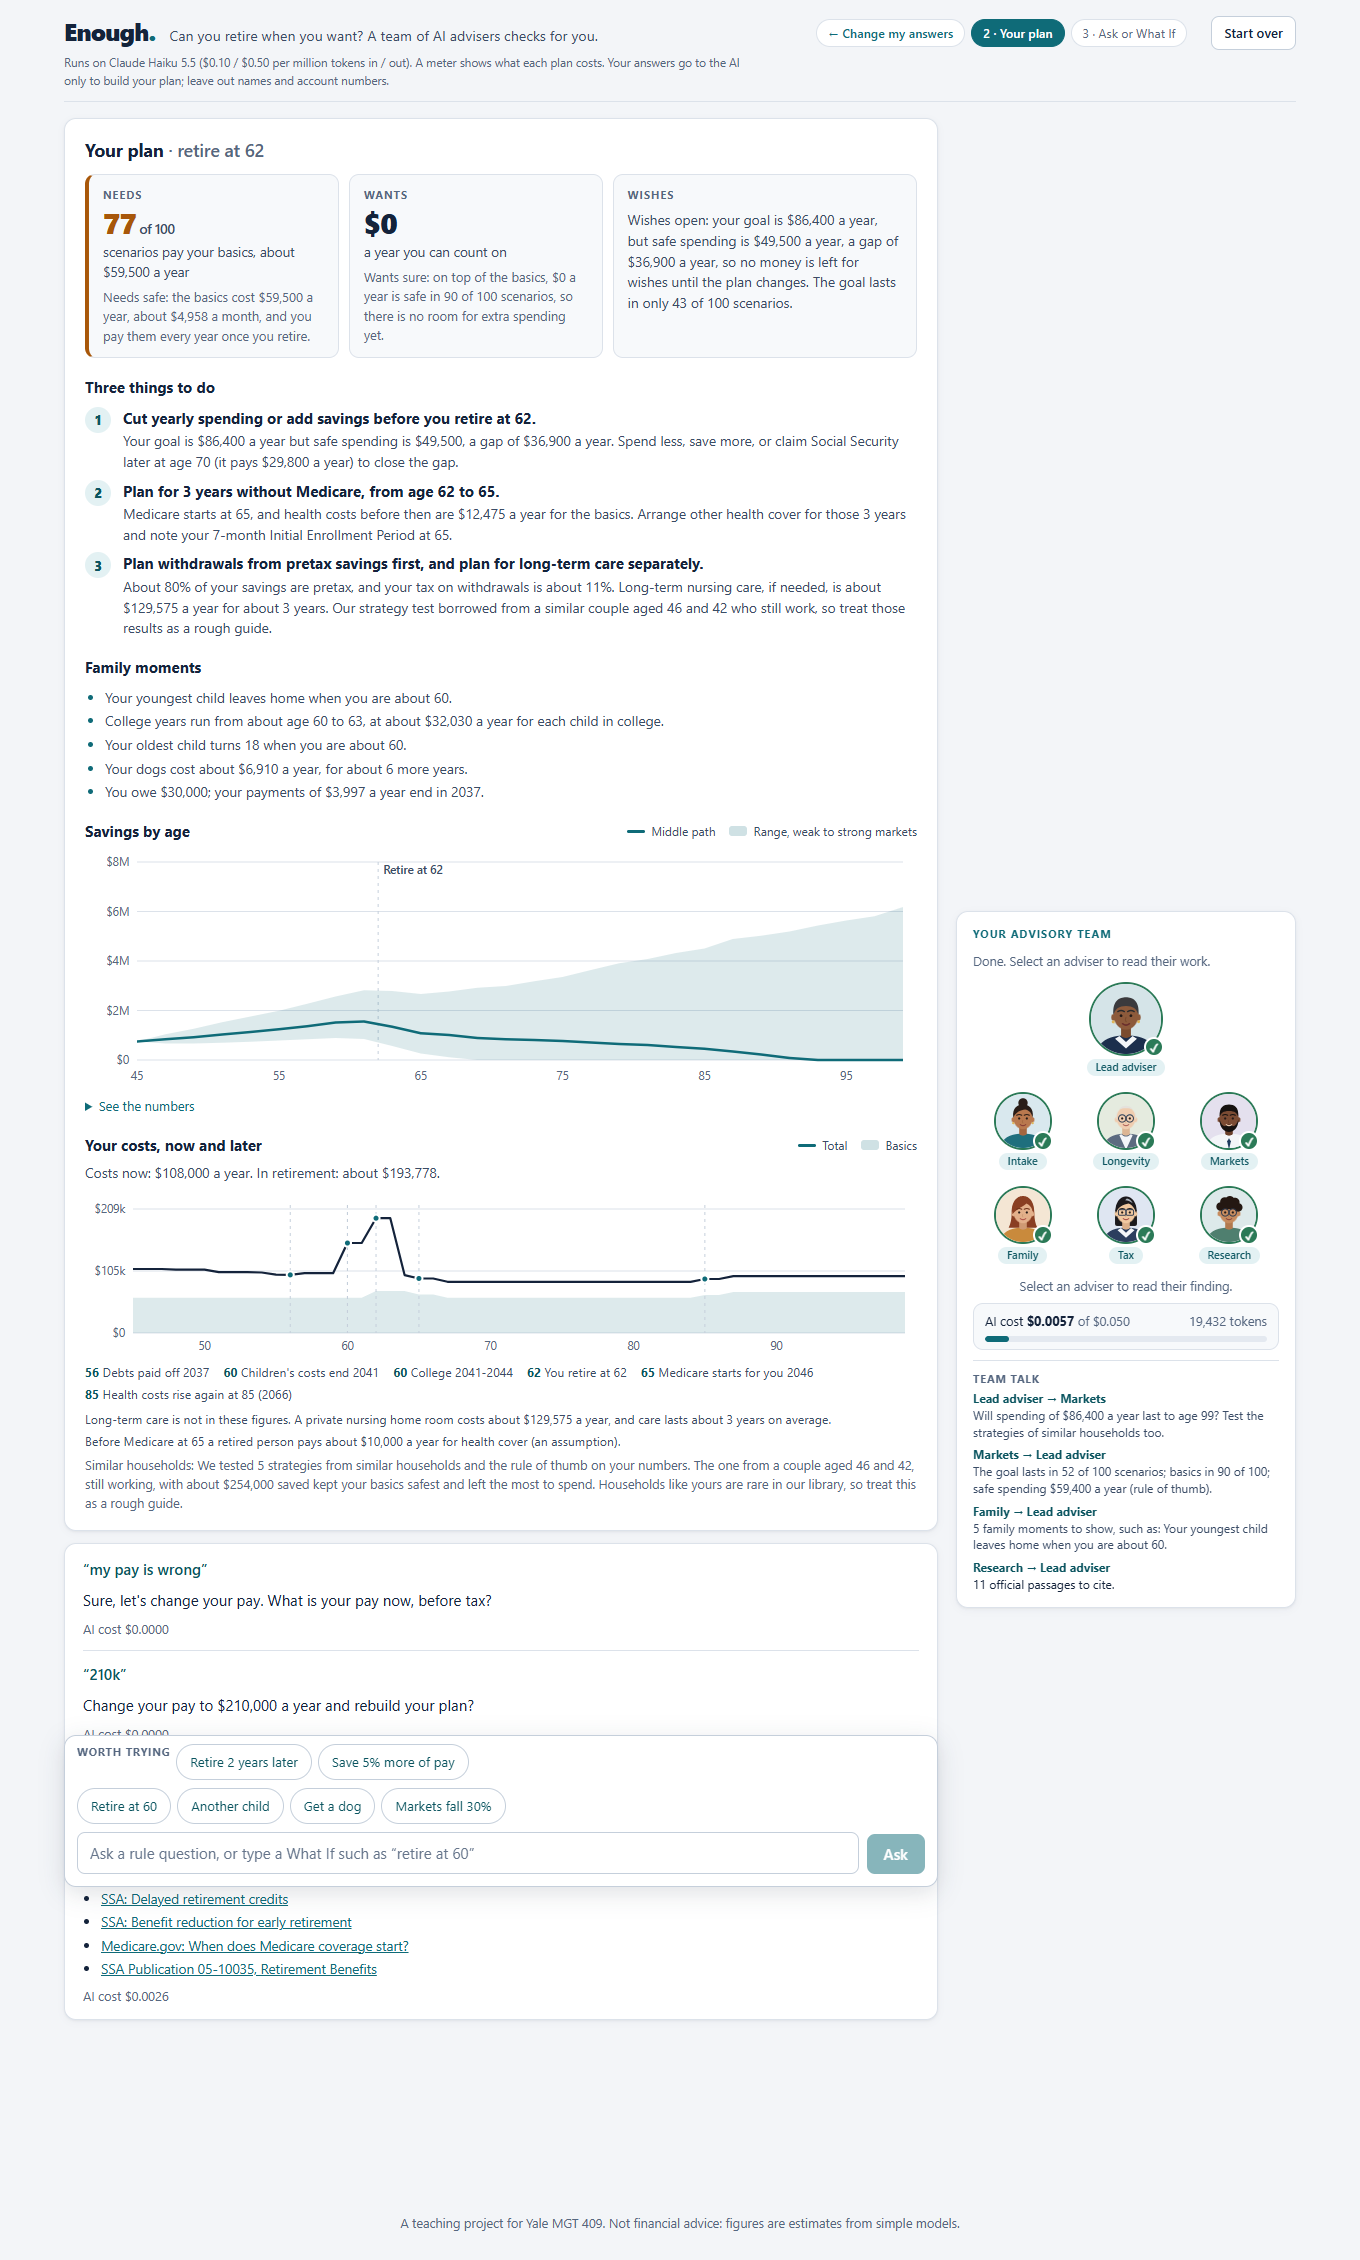 Enough. Can you retire when you want? A team of AI advisers checks for you.
← Change my answers
2 · Your plan
3 · Ask or What If
Start over
Runs on Claude Haiku 5.5 ($0.10 / $0.50 per million tokens in / out). A meter shows what each plan costs. Your answers go to the AI
only to build your plan; leave out names and account numbers.
Your plan · retire at 62
NEEDS
77 of 100
scenarios pay your basics, about
$59,500 a year
Needs safe: the basics cost $59,500 a
year, about $4,958 a month, and you
pay them every year once you retire.
WANTS
$0
a year you can count on
Wants sure: on top of the basics, $0 a
year is safe in 90 of 100 scenarios, so
there is no room for extra spending
yet.
WISHES
Wishes open: your goal is $86,400 a year,
but safe spending is $49,500 a year, a gap of
$36,900 a year, so no money is left for
wishes until the plan changes. The goal lasts
in only 43 of 100 scenarios.
Three things to do
1 Cut yearly spending or add savings before you retire at 62.
Your goal is $86,400 a year but safe spending is $49,500, a gap of $36,900 a year. Spend less, save more, or claim Social Security
later at age 70 (it pays $29,800 a year) to close the gap.
2 Plan for 3 years without Medicare, from age 62 to 65.
Medicare starts at 65, and health costs before then are $12,475 a year for the basics. Arrange other health cover for those 3 years
and note your 7-month Initial Enrollment Period at 65.
3 Plan withdrawals from pretax savings first, and plan for long-term care separately.
About 80% of your savings are pretax, and your tax on withdrawals is about 11%. Long-term nursing care, if needed, is about
$129,575 a year for about 3 years. Our strategy test borrowed from a similar couple aged 46 and 42 who still work, so treat those
results as a rough guide.
Family moments
• Your youngest child leaves home when you are about 60.
• College years run from about age 60 to 63, at about $32,030 a year for each child in college.
• Your oldest child turns 18 when you are about 60.
• Your dogs cost about $6,910 a year, for about 6 more years.
• You owe $30,000; your payments of $3,997 a year end in 2037.
Savings by age
Middle path
Range, weak to strong markets
$8M
Retire at 62
$6M
$4M
$2M
$0
45 55 65 75 85 95
▶ See the numbers
Your costs, now and later
Total
Basics
Costs now: $108,000 a year. In retirement: about $193,778.
$209k
$105k
$0
50 60 70 80 90
56 Debts paid off 2037 60 Children's costs end 2041 60 College 2041-2044 62 You retire at 62 65 Medicare starts for you 2046
85 Health costs rise again at 85 (2066)
Long-term care is not in these figures. A private nursing home room costs about $129,575 a year, and care lasts about 3 years on average.
Before Medicare at 65 a retired person pays about $10,000 a year for health cover (an assumption).
Similar households: We tested 5 strategies from similar households and the rule of thumb on your numbers. The one from a couple aged 46 and 42,
still working, with about $254,000 saved kept your basics safest and left the most to spend. Households like yours are rare in our library, so treat this
as a rough guide.
YOUR ADVISORY TEAM
Done. Select an adviser to read their work.
Lead adviser
Intake
Longevity
Markets
Family
Tax
Research
Select an adviser to read their finding.
AI cost $0.0057 of $0.050
19,432 tokens
TEAM TALK
Lead adviser → Markets
Will spending of $86,400 a year last to age 99? Test the
strategies of similar households too.
Markets → Lead adviser
The goal lasts in 52 of 100 scenarios; basics in 90 of 100;
safe spending $59,400 a year (rule of thumb).
Family → Lead adviser
5 family moments to show, such as: Your youngest child
leaves home when you are about 60.
Research → Lead adviser
11 official passages to cite.
“my pay is wrong”
Sure, let's change your pay. What is your pay now, before tax?
AI cost $0.0000
“210k”
Change your pay to $210,000 a year and rebuild your plan?
AI cost $0.0000
WORTH TRYING
Retire 2 years later
Save 5% more of pay
Retire at 60
Another child
Get a dog
Markets fall 30%
Ask a rule question, or type a What If such as “retire at 60”
Ask
• SSA: Delayed retirement credits
• SSA: Benefit reduction for early retirement
• Medicare.gov: When does Medicare coverage start?
• SSA Publication 05-10035, Retirement Benefits
AI cost $0.0026
A teaching project for Yale MGT 409. Not financial advice: figures are estimates from simple models.